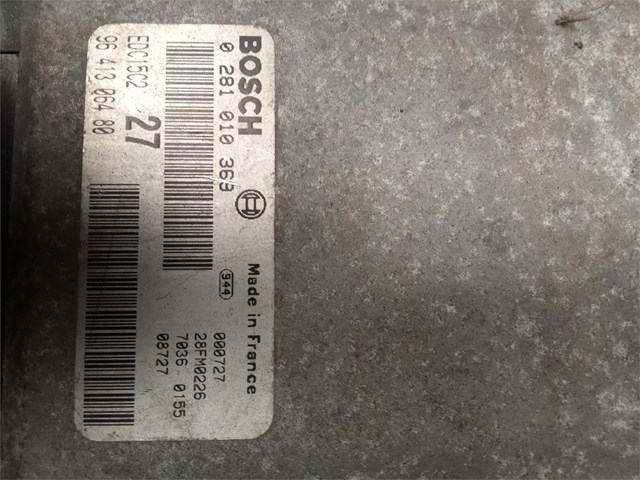 BOSCH
0 281 010 363
EDC15C2 27
96 413 064 80
944
Made in France
000727
28FM0226
7036 0155
08727